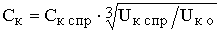 Cк = Cк спр · ∛(Uк спр / Uк о)